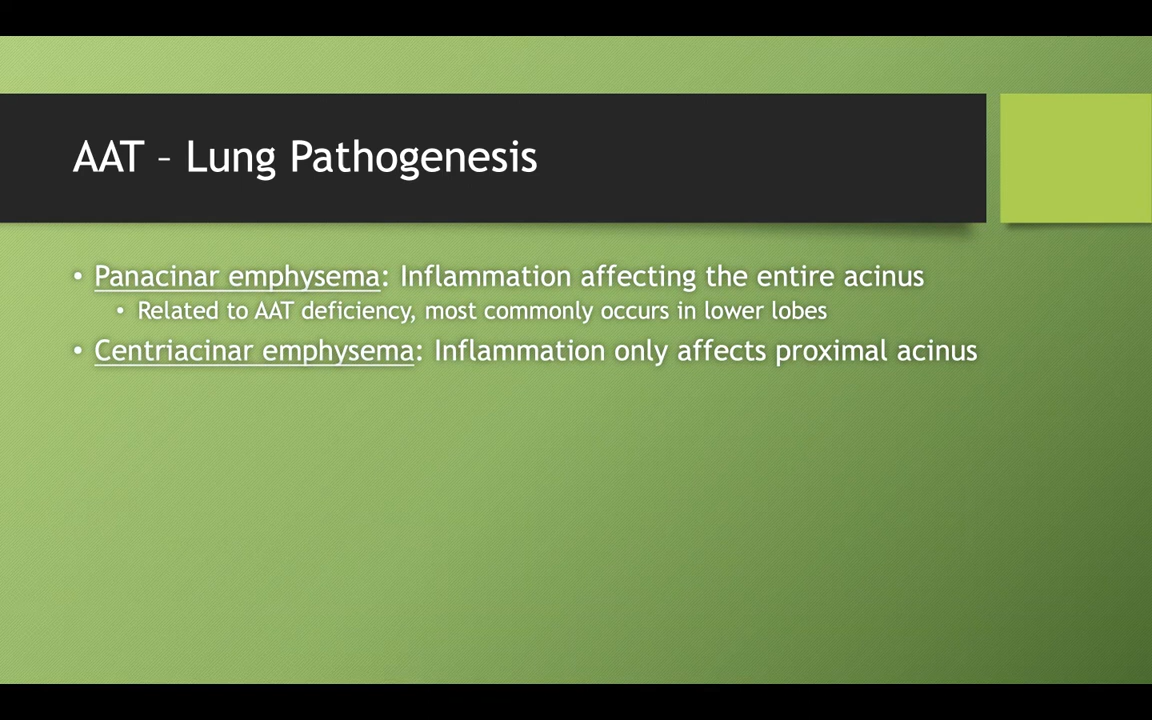 AAT – Lung Pathogenesis
• Panacinar emphysema: Inflammation affecting the entire acinus
• Related to AAT deficiency, most commonly occurs in lower lobes
• Centriacinar emphysema: Inflammation only affects proximal acinus